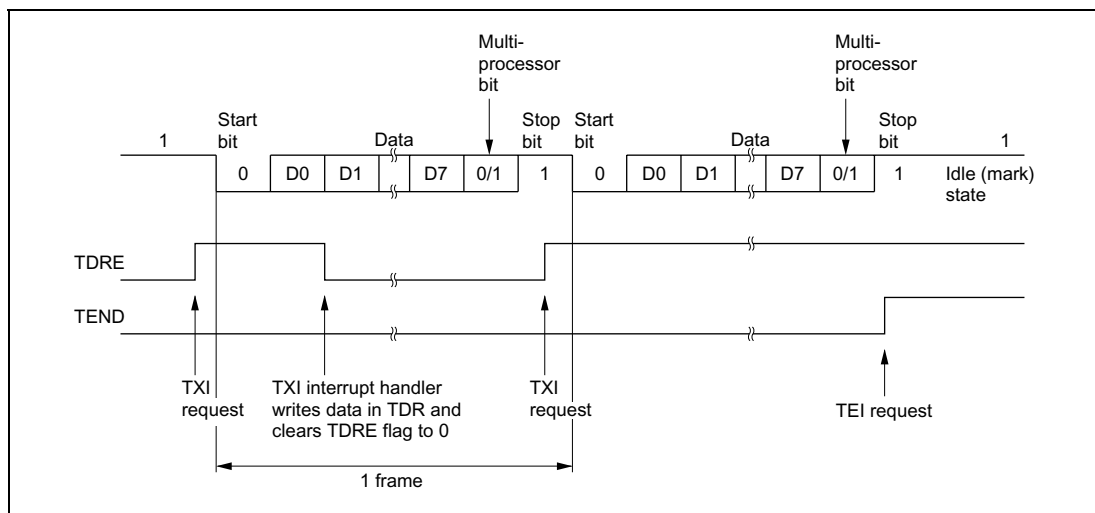 Multi-
processor
bit
Multi-
processor
bit
1
Start
bit
Data
Stop
bit
Start
bit
Data
Stop
bit
1
0 D0 D1 D7 0/1 1 0 D0 D1 D7 0/1 1 Idle (mark)
state
TDRE
TEND
TXI
request
TXI interrupt handler
writes data in TDR and
clears TDRE flag to 0
TXI
request
TEI request
1 frame